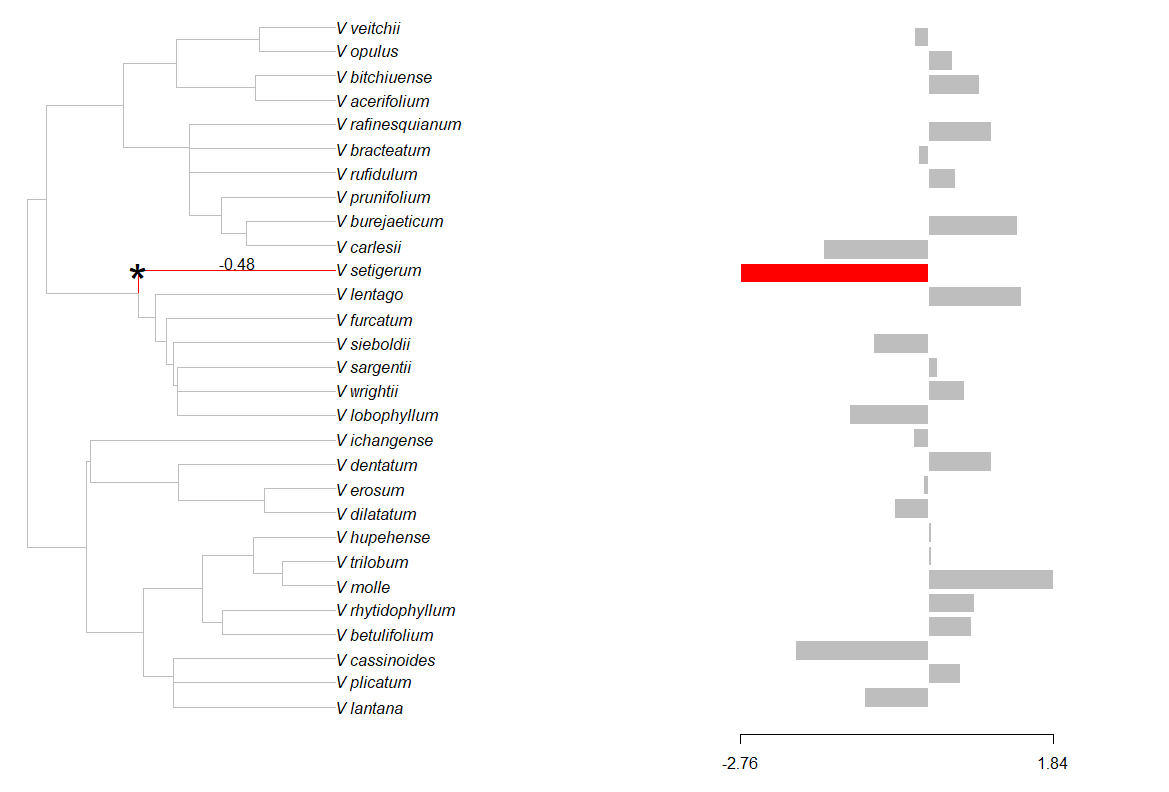 V veitchii
V opulus
V bitchiuense
V acerifolium
V rafinesquianum
V bracteatum
V rufidulum
V prunifolium
V burejaeticum
V carlesii
* -0.48
V setigerum
V lentago
V furcatum
V sieboldii
V sargentii
V wrightii
V lobophyllum
V ichangense
V dentatum
V erosum
V dilatatum
V hupehense
V trilobum
V molle
V rhytidophyllum
V betulifolium
V cassinoides
V plicatum
V lantana
-2.76 1.84